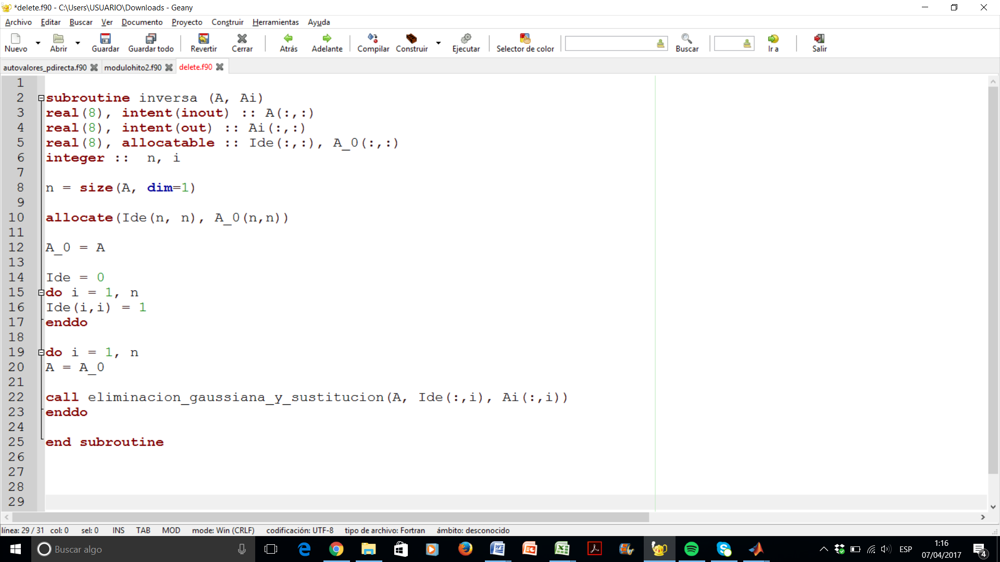 *delete.f90 - C:\Users\USUARIO\Downloads - Geany
Archivo Editar Buscar Ver Documento Proyecto Construir Herramientas Ayuda
Nuevo Abrir Guardar Guardar todo Revertir Cerrar Atrás Adelante Compilar Construir Ejecutar Selector de color Buscar Ir a Salir
autovalores_pdirecta.f90 modulohito2.f90 delete.f90
1
2 subroutine inversa (A, Ai)
3 real(8), intent(inout) :: A(:,:)
4 real(8), intent(out) :: Ai(:,:)
5 real(8), allocatable :: Ide(:,:), A_0(:,:)
6 integer ::  n, i
7
8 n = size(A, dim=1)
9
10 allocate(Ide(n, n), A_0(n,n))
11
12 A_0 = A
13
14 Ide = 0
15 do i = 1, n
16 Ide(i,i) = 1
17 enddo
18
19 do i = 1, n
20 A = A_0
21
22 call eliminacion_gaussiana_y_sustitucion(A, Ide(:,i), Ai(:,i))
23 enddo
24
25 end subroutine
26
27
28
29
línea: 29 / 31 col: 0 sel: 0 INS TAB MOD mode: Win (CRLF) codificación: UTF-8 tipo de archivo: Fortran ámbito: desconocido
Buscar algo
ESP
1:16
07/04/2017
4